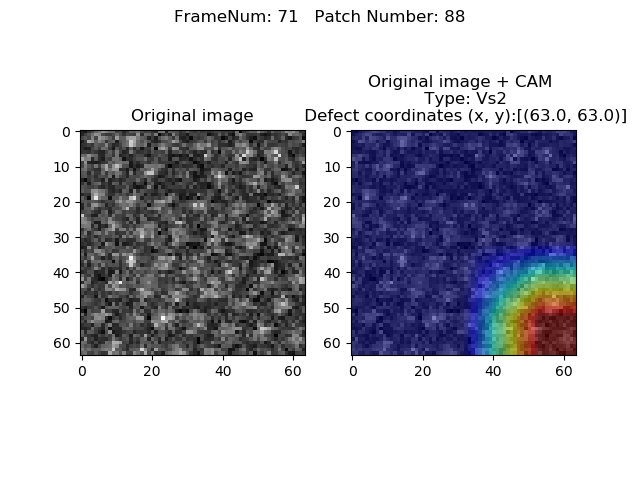 FrameNum: 71   Patch Number: 88
Original image
0
10
20
30
40
50
60
0 20 40 60
Original image + CAM
Type: Vs2
Defect coordinates (x, y):[(63.0, 63.0)]
0
10
20
30
40
50
60
0 20 40 60